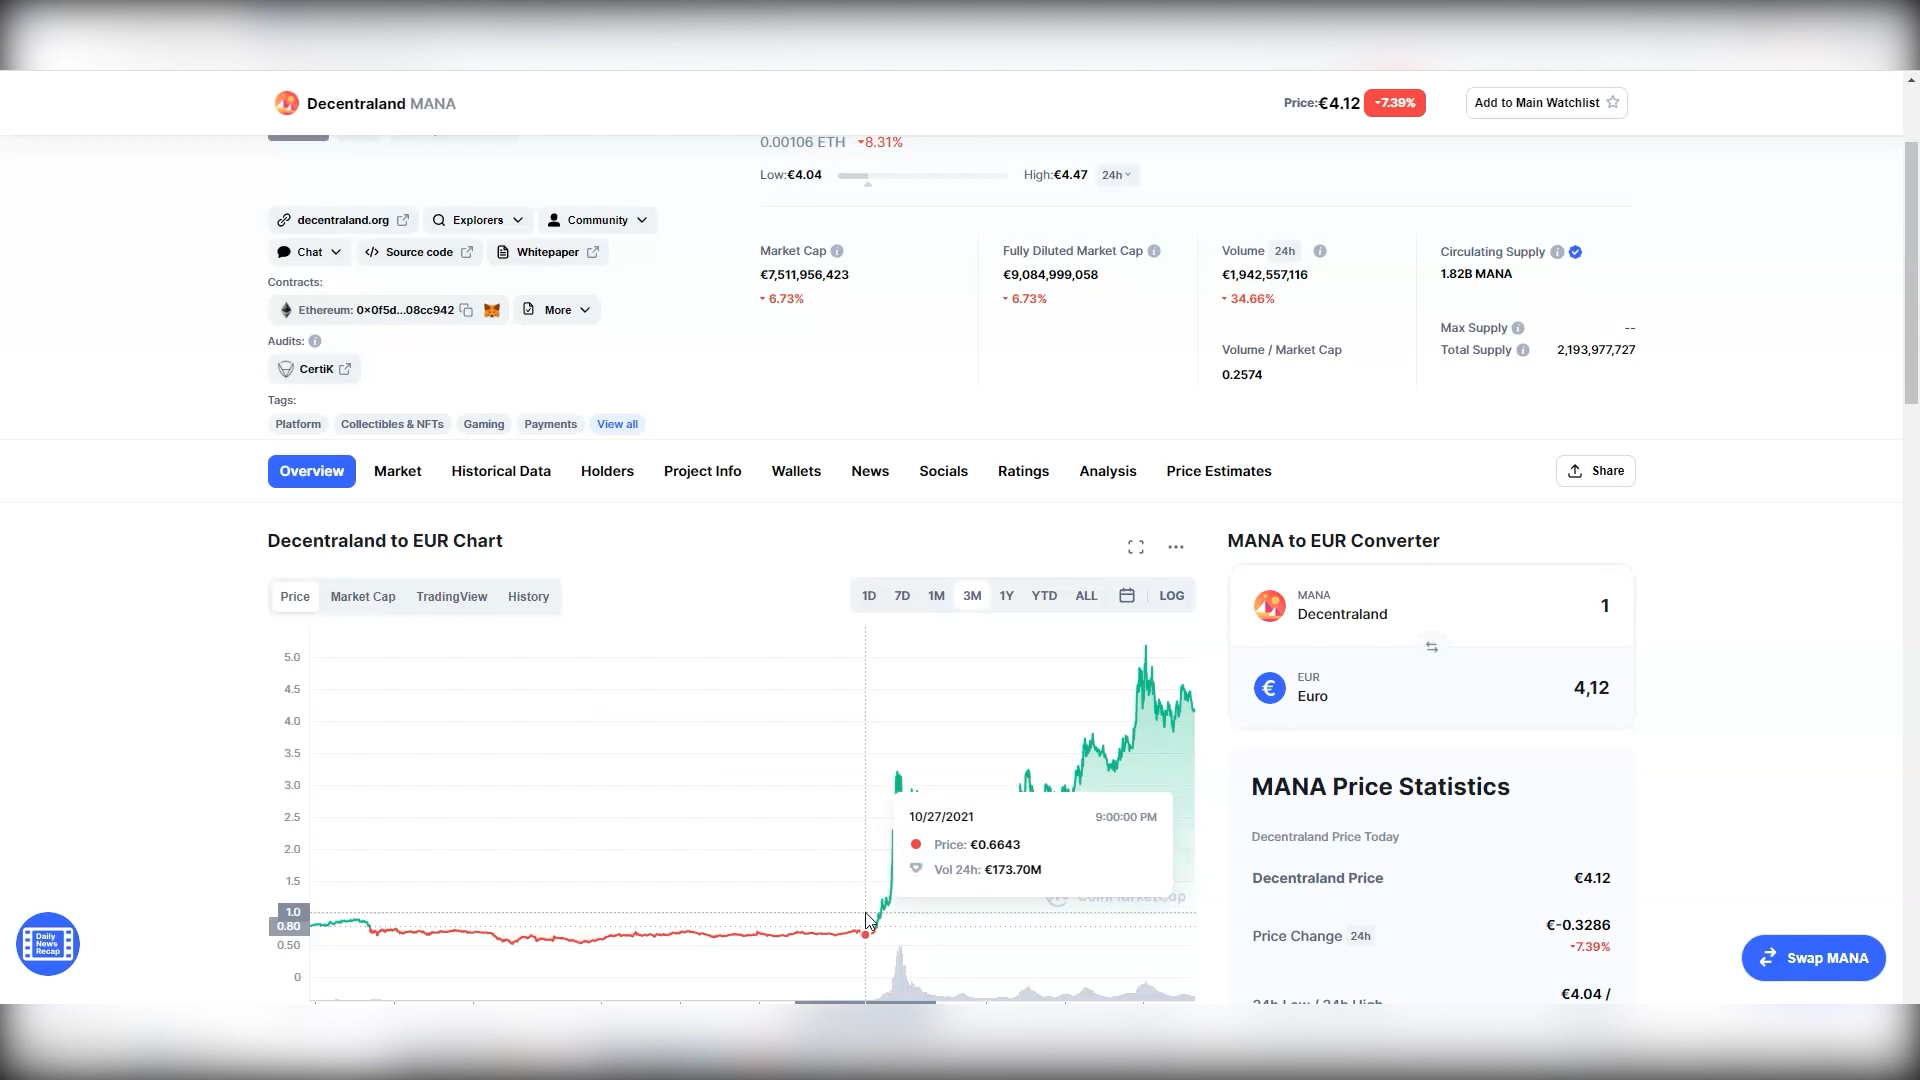 Decentraland MANA
Price:€4.12
7.39%
Add to Main Watchlist
0.00106 ETH
8.31%
Low:€4.04
High:€4.47
24h
decentraland.org
Explorers
Community
Chat
Source code
Whitepaper
Contracts:
Ethereum: 0x0f5d...08cc942
More
Audits:
CertiK
Tags:
Platform
Collectibles & NFTs
Gaming
Payments
View all
Market Cap
€7,511,956,423
6.73%
Fully Diluted Market Cap
€9,084,999,058
6.73%
Volume 24h
€1,942,557,116
34.66%
Volume / Market Cap
0.2574
Circulating Supply
1.82B MANA
Max Supply --
Total Supply 2,193,977,727
Overview
Market
Historical Data
Holders
Project Info
Wallets
News
Socials
Ratings
Analysis
Price Estimates
Share
Decentraland to EUR Chart
Price
Market Cap
TradingView
History
1D
7D
1M
3M
1Y
YTD
ALL
LOG
5.0
4.5
4.0
3.5
3.0
2.5
2.0
1.5
1.0
0.80
0.50
0
10/27/2021
9:00:00 PM
Price: €0.6643
Vol 24h: €173.70M
CoinMarketCap
MANA to EUR Converter
MANA
Decentraland
1
EUR
Euro
4,12
MANA Price Statistics
Decentraland Price Today
Decentraland Price
€4.12
Price Change 24h
€-0.3286
7.39%
24h Low / 24h High
€4.04 /
Swap MANA
Daily
News
Recap